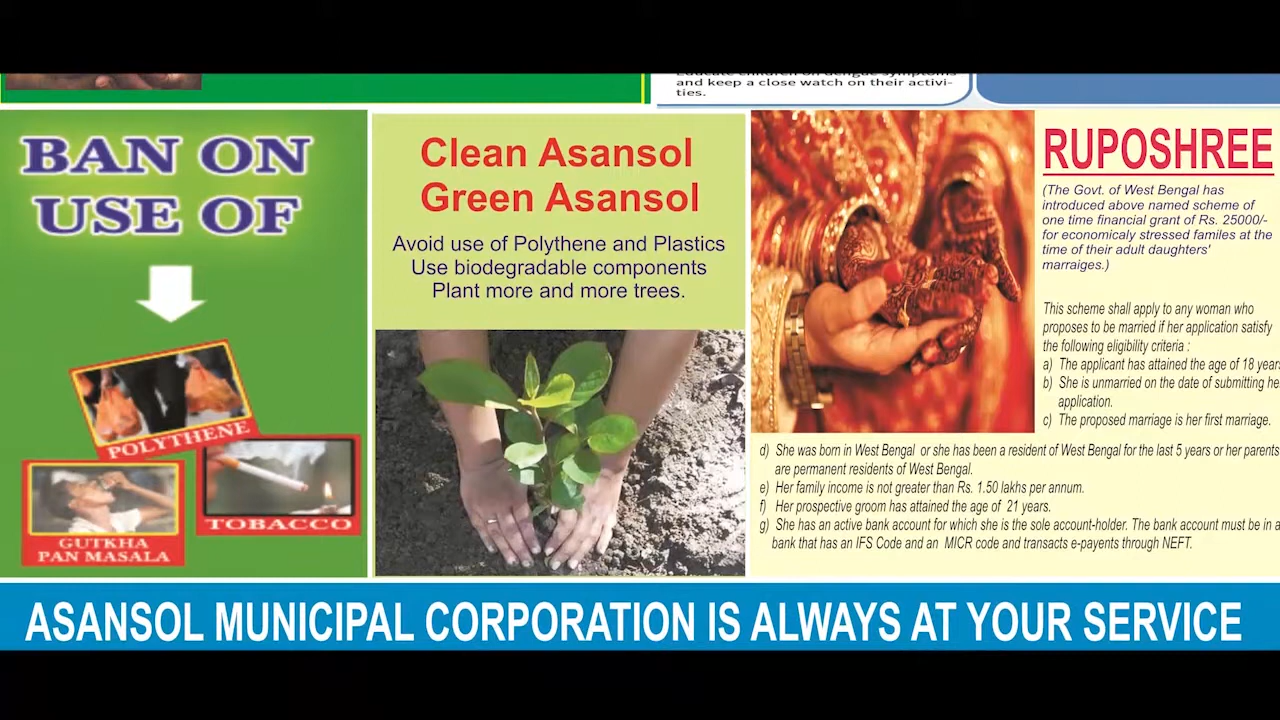 Educate children on dengue symptoms
and keep a close watch on their activi-
ties.
BAN ON
USE OF
POLYTHENE
TOBACCO
GUTKHA
PAN MASALA
Clean Asansol
Green Asansol
Avoid use of Polythene and Plastics
Use biodegradable components
Plant more and more trees.
RUPOSHREE
(The Govt. of West Bengal has
introduced above named scheme of
one time financial grant of Rs. 25000/-
for economicaly stressed familes at the
time of their adult daughters'
marraiges.)
This scheme shall apply to any woman who
proposes to be married if her application satisfy
the following eligibility criteria :
a) The applicant has attained the age of 18 years
b) She is unmarried on the date of submitting he
application.
c) The proposed marriage is her first marriage.
d) She was born in West Bengal or she has been a resident of West Bengal for the last 5 years or her parents
are permanent residents of West Bengal.
e) Her family income is not greater than Rs. 1.50 lakhs per annum.
f) Her prospective groom has attained the age of 21 years.
g) She has an active bank account for which she is the sole account-holder. The bank account must be in a
bank that has an IFS Code and an MICR code and transacts e-payents through NEFT.
ASANSOL MUNICIPAL CORPORATION IS ALWAYS AT YOUR SERVICE